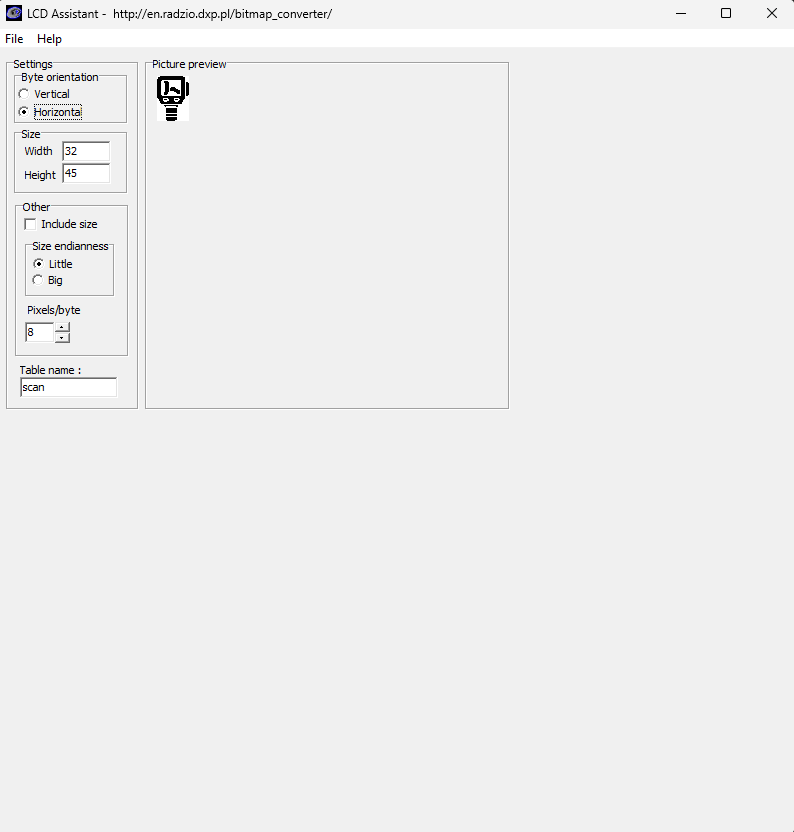 LCD Assistant - http://en.radzio.dxp.pl/bitmap_converter/
File Help
Settings
Byte orientation
Vertical
Horizontal
Size
Width 32
Height 45
Other
Include size
Size endianness
Little
Big
Pixels/byte
8
Table name :
scan
Picture preview